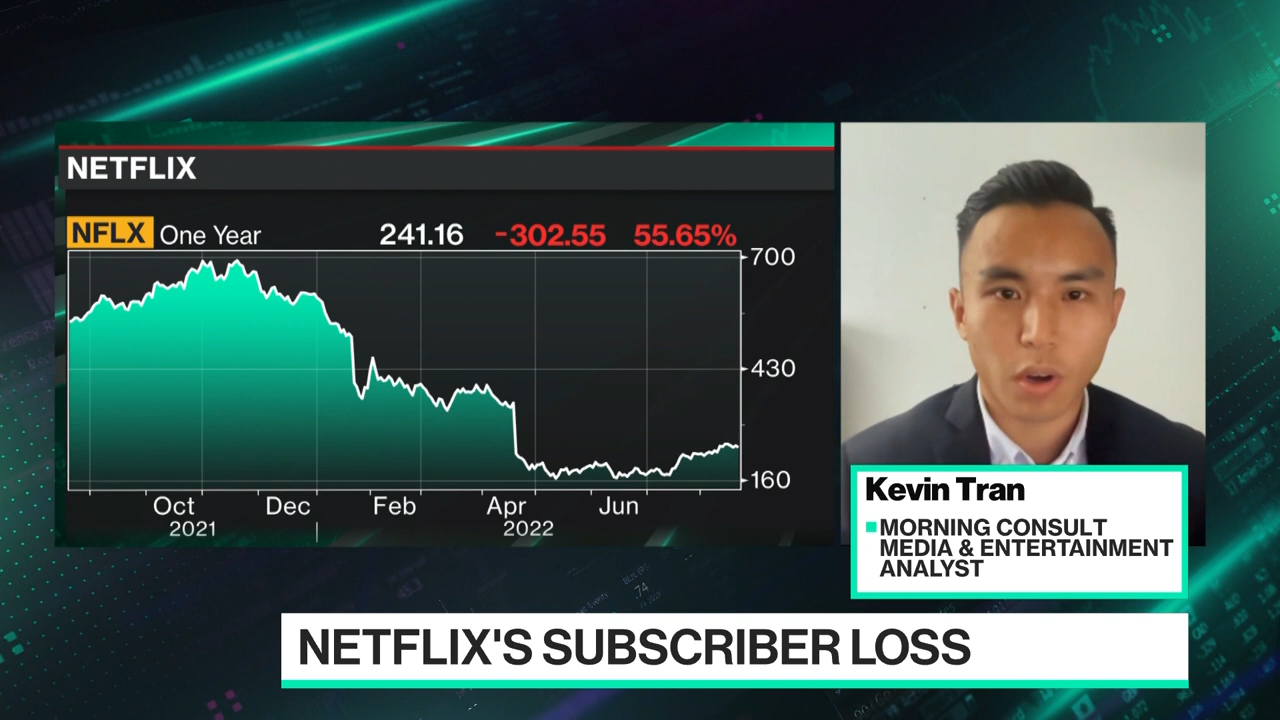 NETFLIX
NFLX One Year 241.16 -302.55 55.65%
700
430
160
Oct Dec Feb Apr Jun
2021 2022
Kevin Tran
MORNING CONSULT
MEDIA & ENTERTAINMENT
ANALYST
NETFLIX'S SUBSCRIBER LOSS